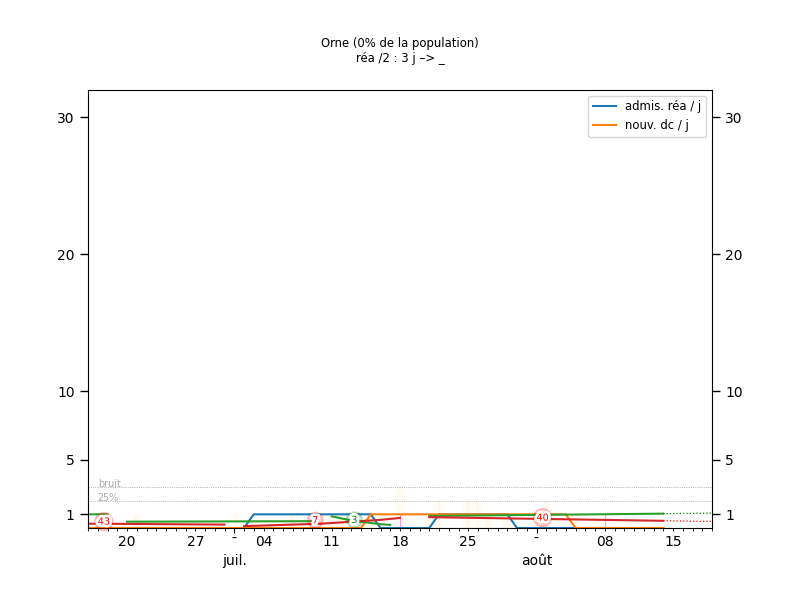 Orne (0% de la population)
réa /2 : 3 j –> _
admis. réa / j
nouv. dc / j
30 30
20 20
10 10
5 5
bruit
25%
1 1
43 7 3 40
20 27 - 04 11 18 25 - 08 15
juil. août